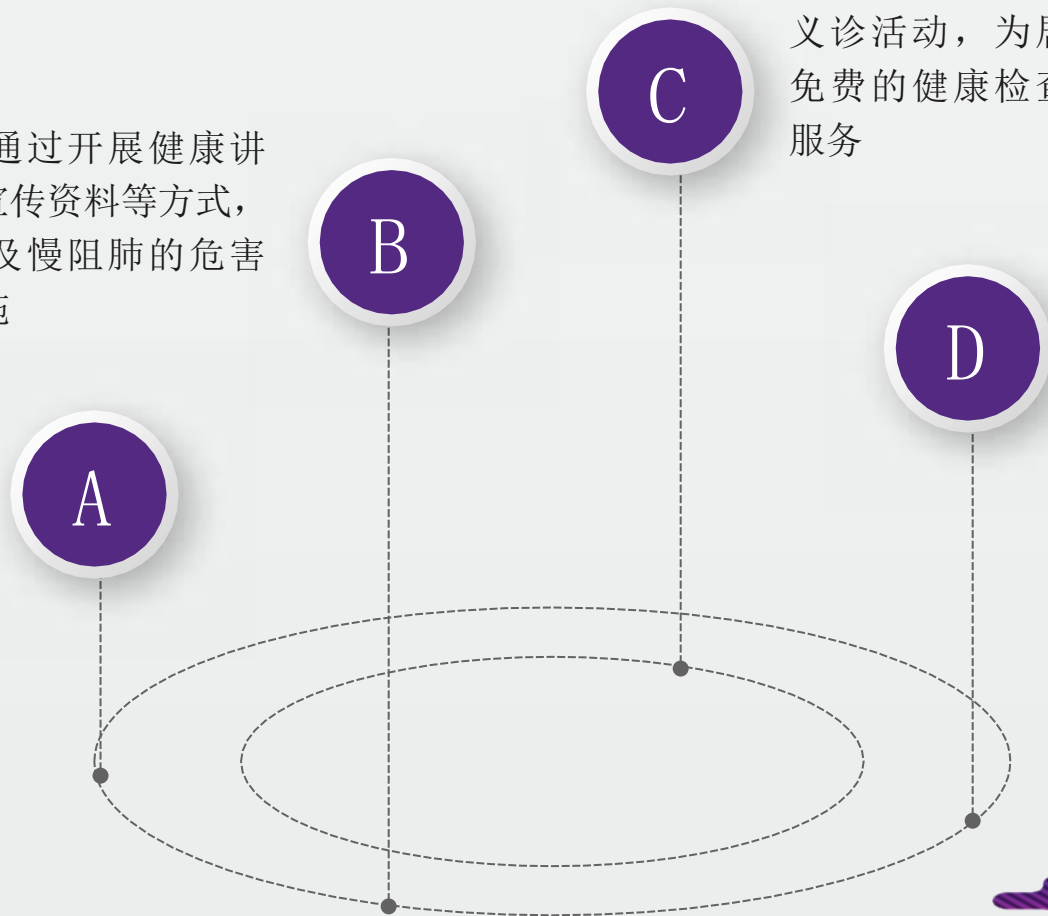 通过开展健康讲
宣传资料等方式，
及慢阻肺的危害
施
A
B
C
义诊活动，为居
免费的健康检查
服务
D